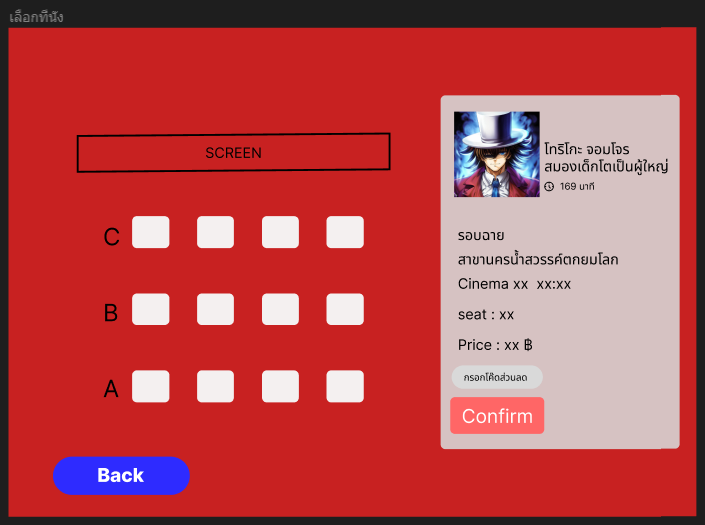 เลือกที่นั่ง
SCREEN
C
B
A
Back
โทริโกะ จอมโจร
สมองเด็กโตเป็นผู้ใหญ่
169 นาที
รอบฉาย
สาขานครน้ำสวรรค์ตกยมโลก
Cinema xx xx:xx
seat : xx
Price : xx ฿
กรอกโค๊ดส่วนลด
Confirm